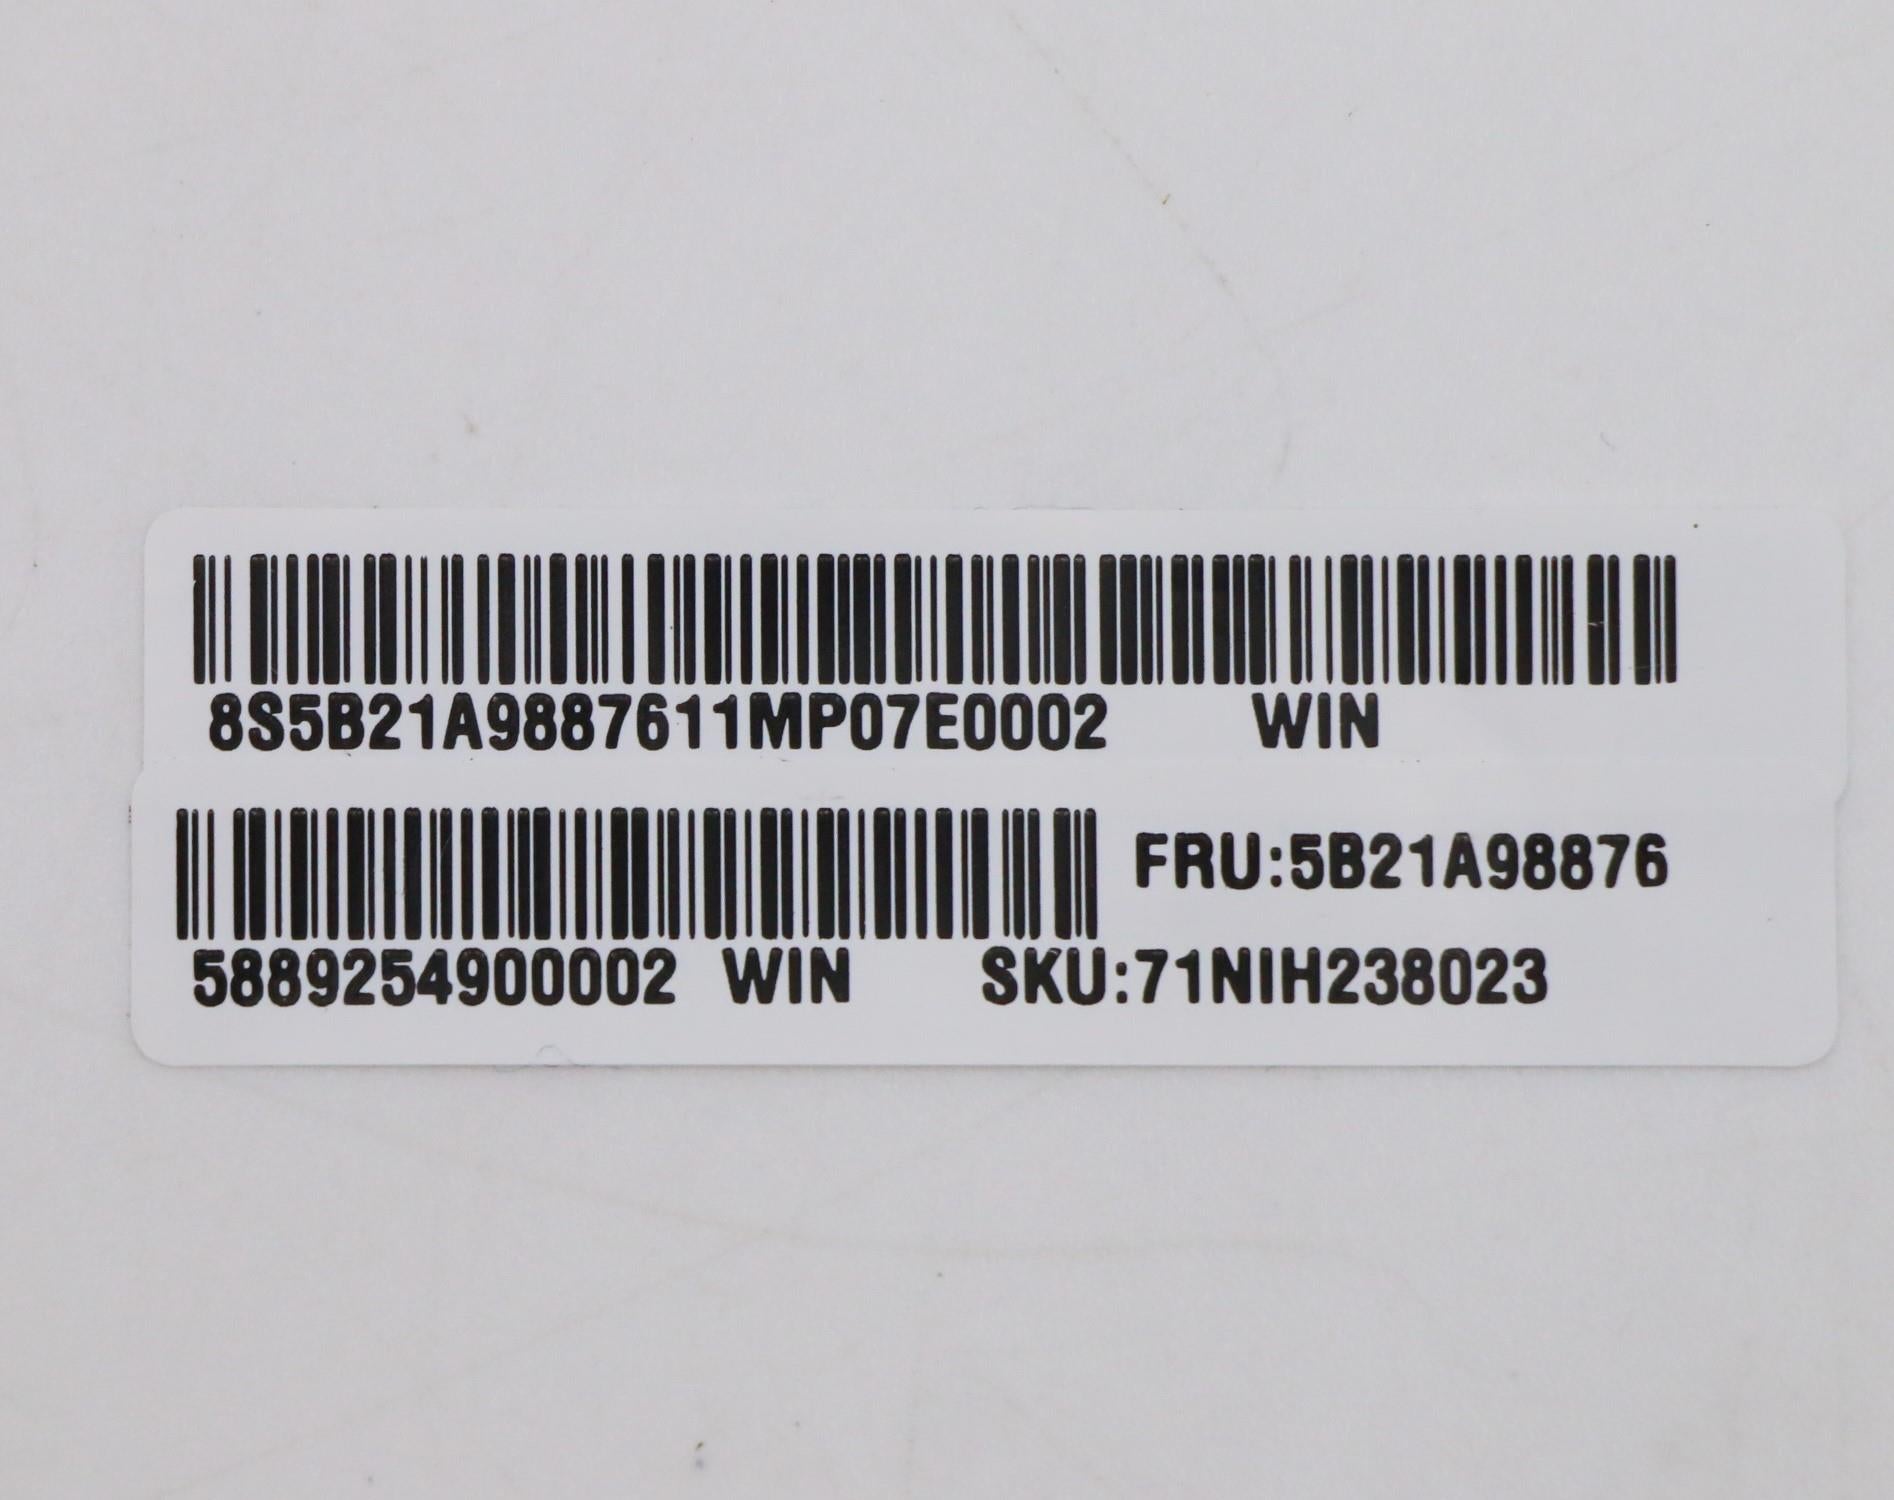 8S5B21A9887611MP07E0002 WIN
FRU:5B21A98876
5889254900002 WIN SKU:71NIH238023